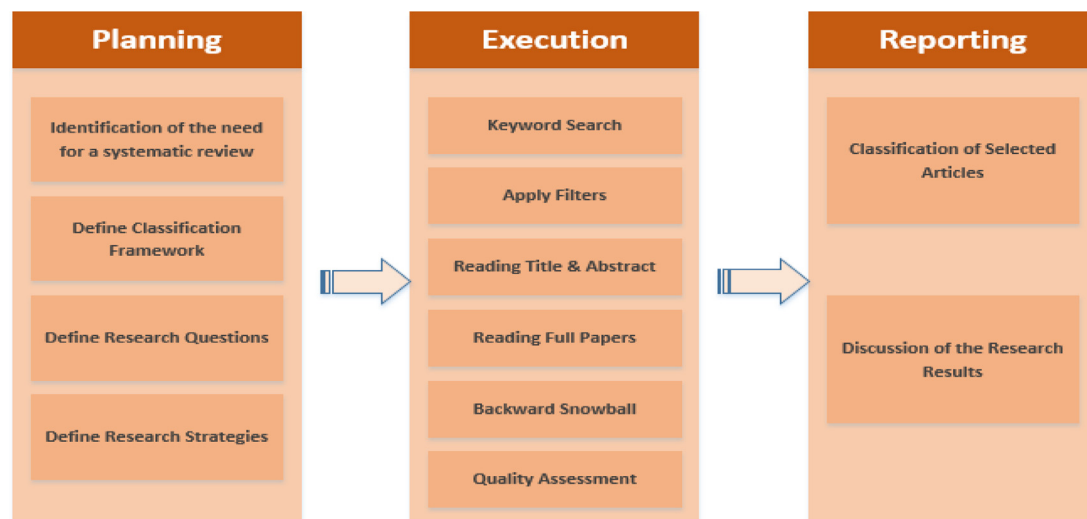 Planning
Identification of the need
for a systematic review
Define Classification
Framework
Define Research Questions
Define Research Strategies
Execution
Keyword Search
Apply Filters
Reading Title & Abstract
Reading Full Papers
Backward Snowball
Quality Assessment
Reporting
Classification of Selected
Articles
Discussion of the Research
Results